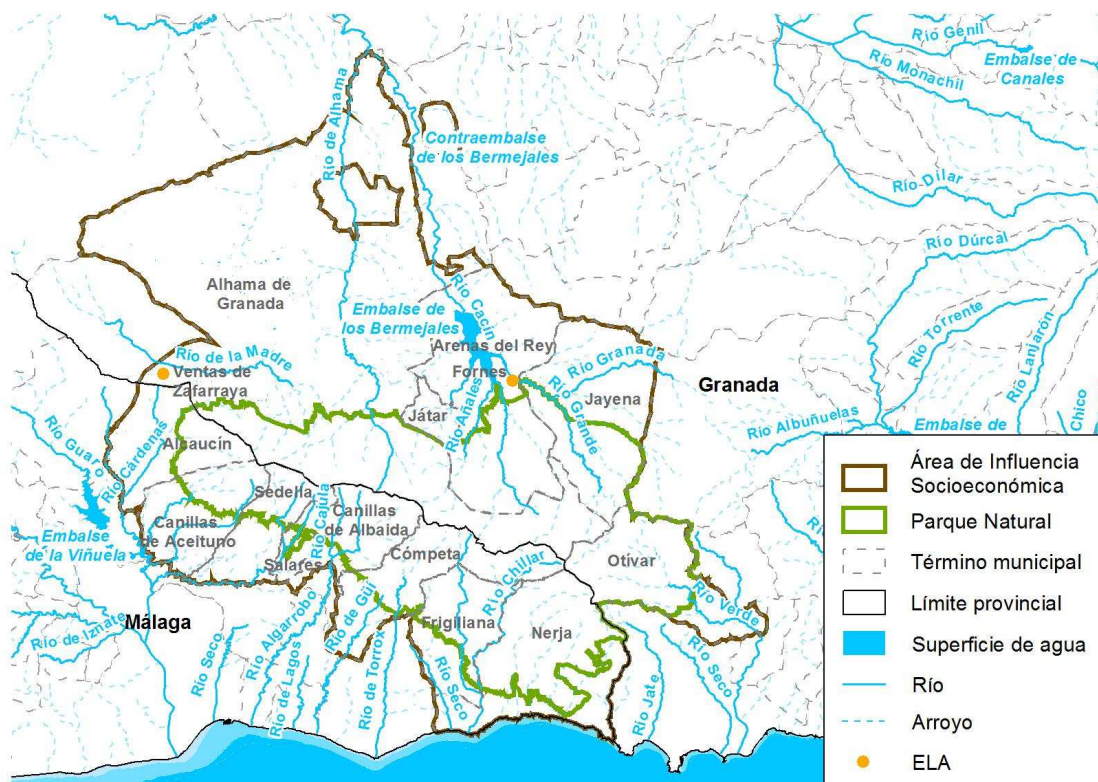 Río Genil
Embalse de
Canales
Río Monachil
Río de Alhama
Contraembalse
de los Bermejales
Río Dílar
Río Dúrcal
Alhama de
Granada
Río Cacín
Embalse de
los Bermejales
Río Torrente
Río Lanjarón
Arenas del Rey
Río de la Madre
Ventas de
Zafarraya
Fornes
Río Granada
Granada
Jayena
Río Grande
Játar
Río Añales
Río Albuñuelas
Embalse de
Chico
Alcaucín
Río Guaro
Río Cárdenas
Sedella
Río Cajula
Canillas
de Albaida
Canillas
de Aceituno
Embalse
de la Viñuela
Salares
Cómpeta
Río Chillar
Otívar
Río Verde
Málaga
Río de Iznate
Río Seco
Río Algarrobo
Río de Lagos
Río de Güi
Río de Torrox
Frigiliana
Nerja
Río Seco
Río Jate
Río Seco
Área de Influencia
Socioeconómica
Parque Natural
Término municipal
Límite provincial
Superficie de agua
Río
Arroyo
ELA